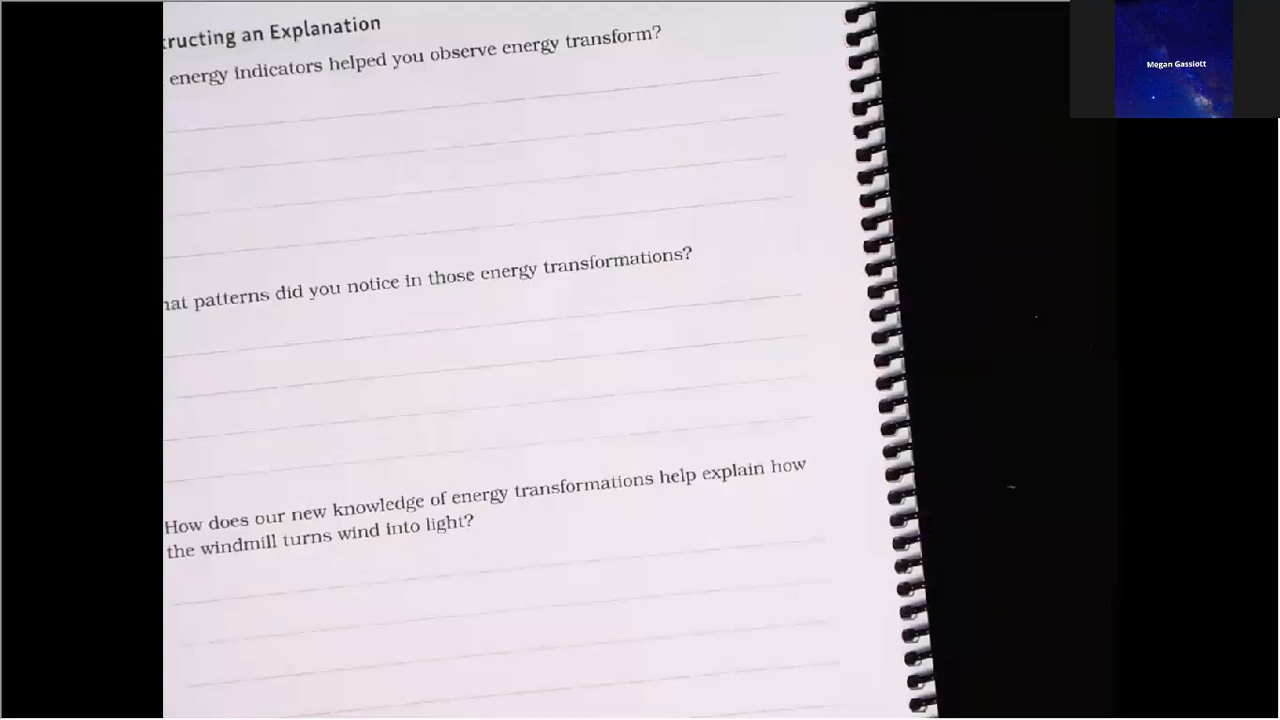 tructing an Explanation
energy indicators helped you observe energy transform?
hat patterns did you notice in those energy transformations?
How does our new knowledge of energy transformations help explain how
the windmill turns wind into light?
Megan Gassiott